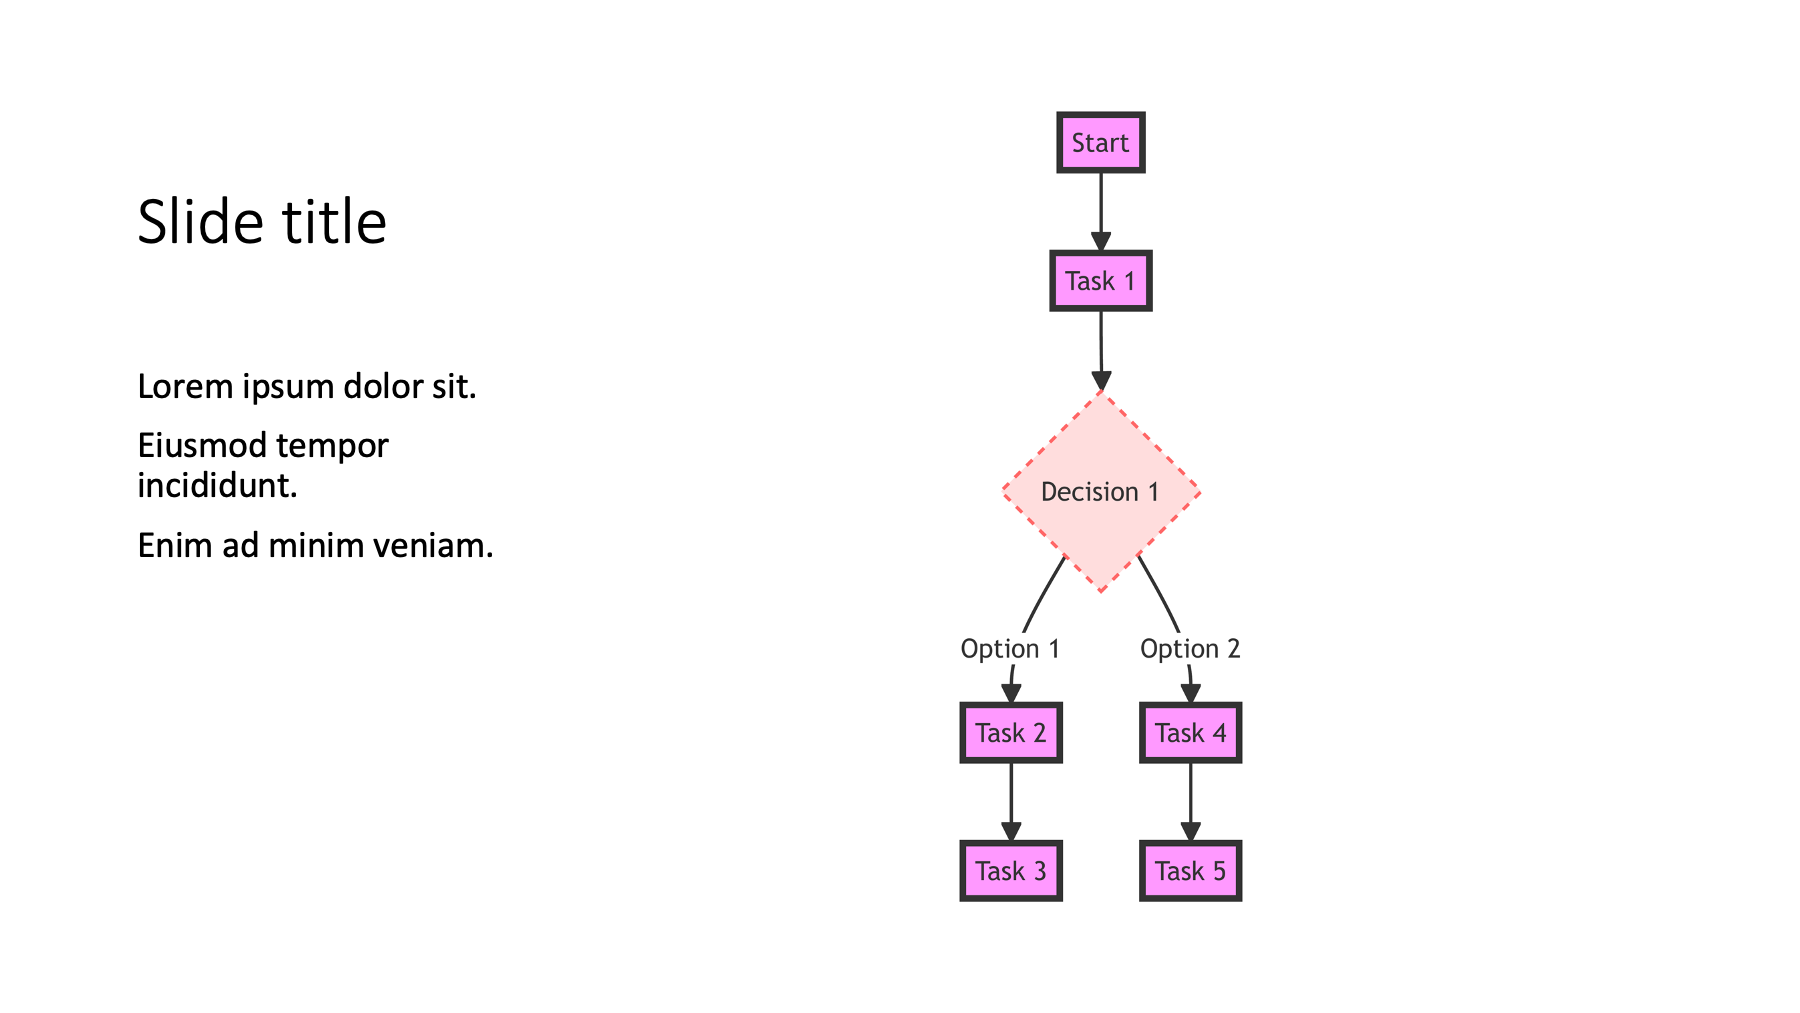 Slide title
Lorem ipsum dolor sit.
Eiusmod tempor
incididunt.
Enim ad minim veniam.
Start
Task 1
Decision 1
Option 1
Option 2
Task 2
Task 4
Task 3
Task 5